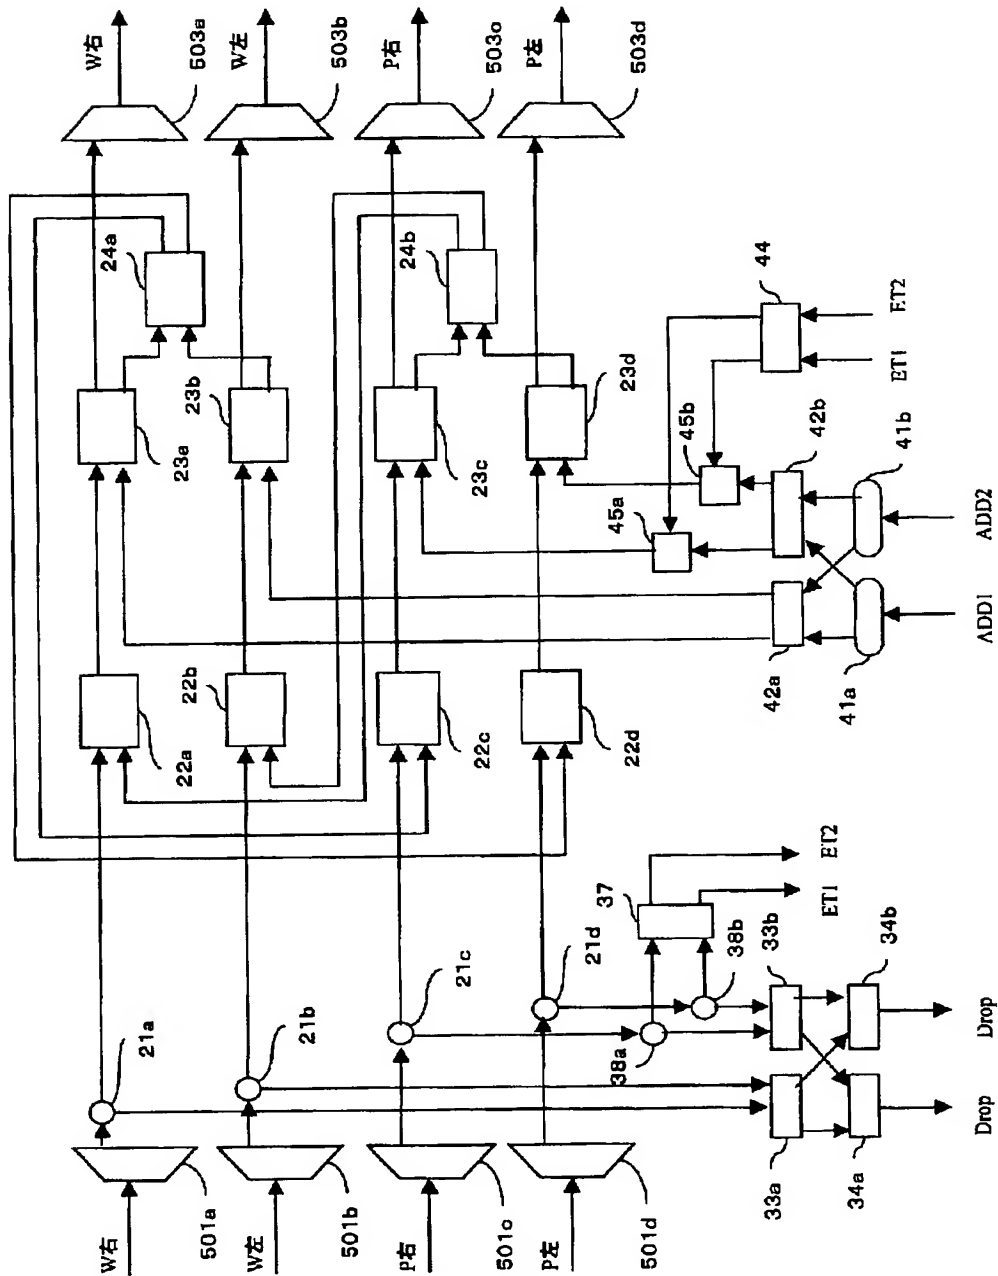 W右
21a
24a
W右
501a
22a
23a
503a
22b
23b
W左
21b
W左
501b
503b
P右
24b
P右
21c
22c
23c
501c
503c
P左
21d
23d
P左
37
38a
45a
501d
22d
503d
45b
38b
33a
33b
42a
42b
44
ET1
ET2
34a
34b
41a
41b
ET1
ET2
Drop
Drop
ADD1
ADD2